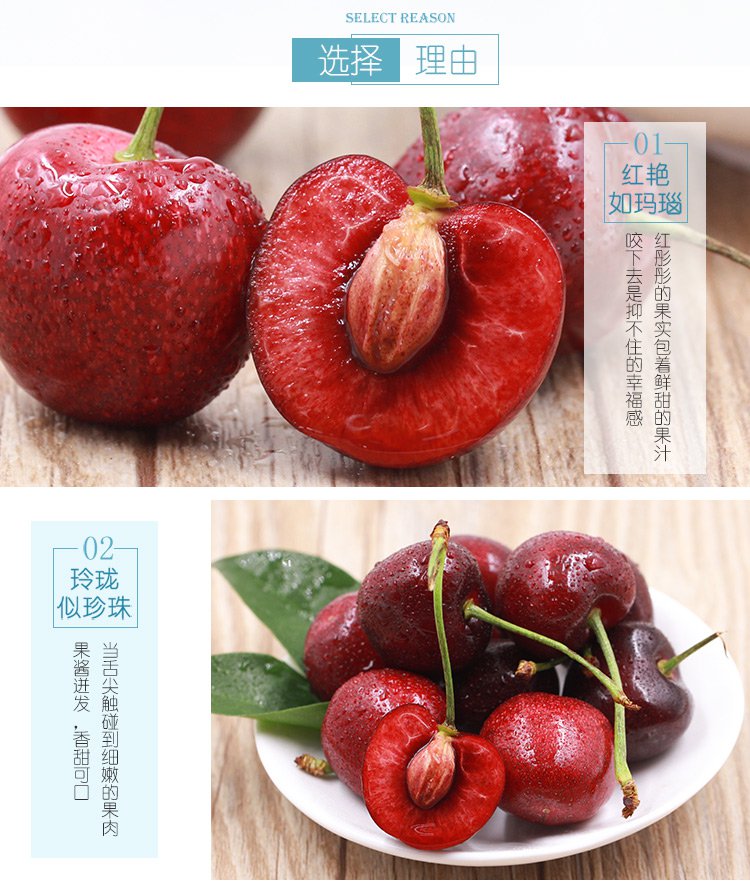 SELECT REASON
选择 理由
01
红艳
如玛瑙
红彤彤的果实包着鲜甜的果汁
咬下去是抑不住的幸福感
02
玲珑
似珍珠
当舌尖触碰到细嫩的果肉
果酱迸发，香甜可口